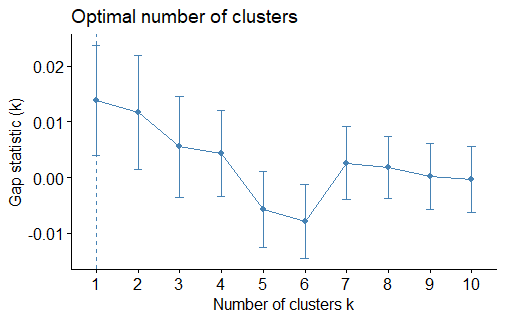 Optimal number of clusters
Gap statistic (k)
0.02
0.01
0.00
-0.01
1 2 3 4 5 6 7 8 9 10
Number of clusters k